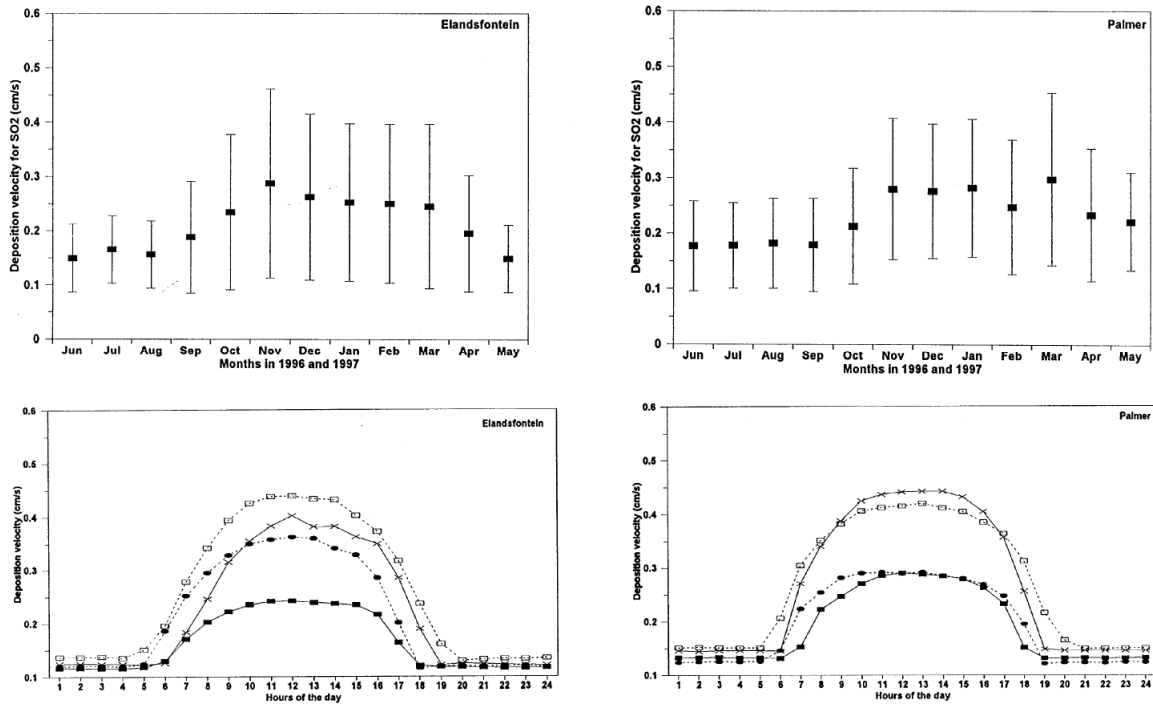 Elandsfontein
Deposition velocity for SO2 (cm/s)
0.6
0.5
0.4
0.3
0.2
0.1
0
Jun Jul Aug Sep Oct Nov Dec Jan Feb Mar Apr May
Months in 1996 and 1997
Palmer
Deposition velocity for SO2 (cm/s)
0.6
0.5
0.4
0.3
0.2
0.1
0
Jun Jul Aug Sep Oct Nov Dec Jan Feb Mar Apr May
Months in 1996 and 1997
Elandsfontein
Deposition velocity (cm/s)
0.6
0.5
0.4
0.3
0.2
0.1
1 2 3 4 5 6 7 8 9 10 11 12 13 14 15 16 17 18 19 20 21 22 23 24
Hours of the day
Palmer
Deposition velocity (cm/s)
0.6
0.5
0.4
0.3
0.2
0.1
1 2 3 4 5 6 7 8 9 10 11 12 13 14 15 16 17 18 19 20 21 22 23 24
Hours of the day